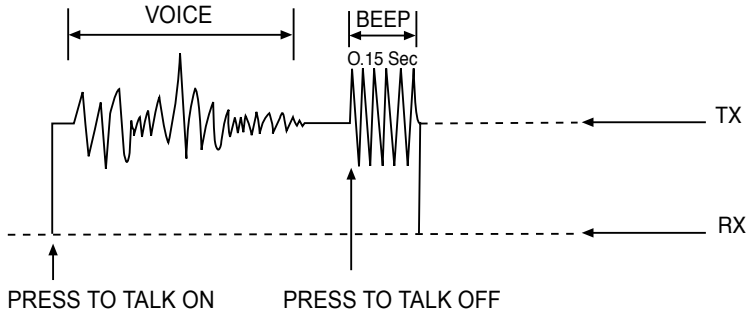 VOICE
BEEP
O.15 Sec
TX
RX
PRESS TO TALK ON
PRESS TO TALK OFF